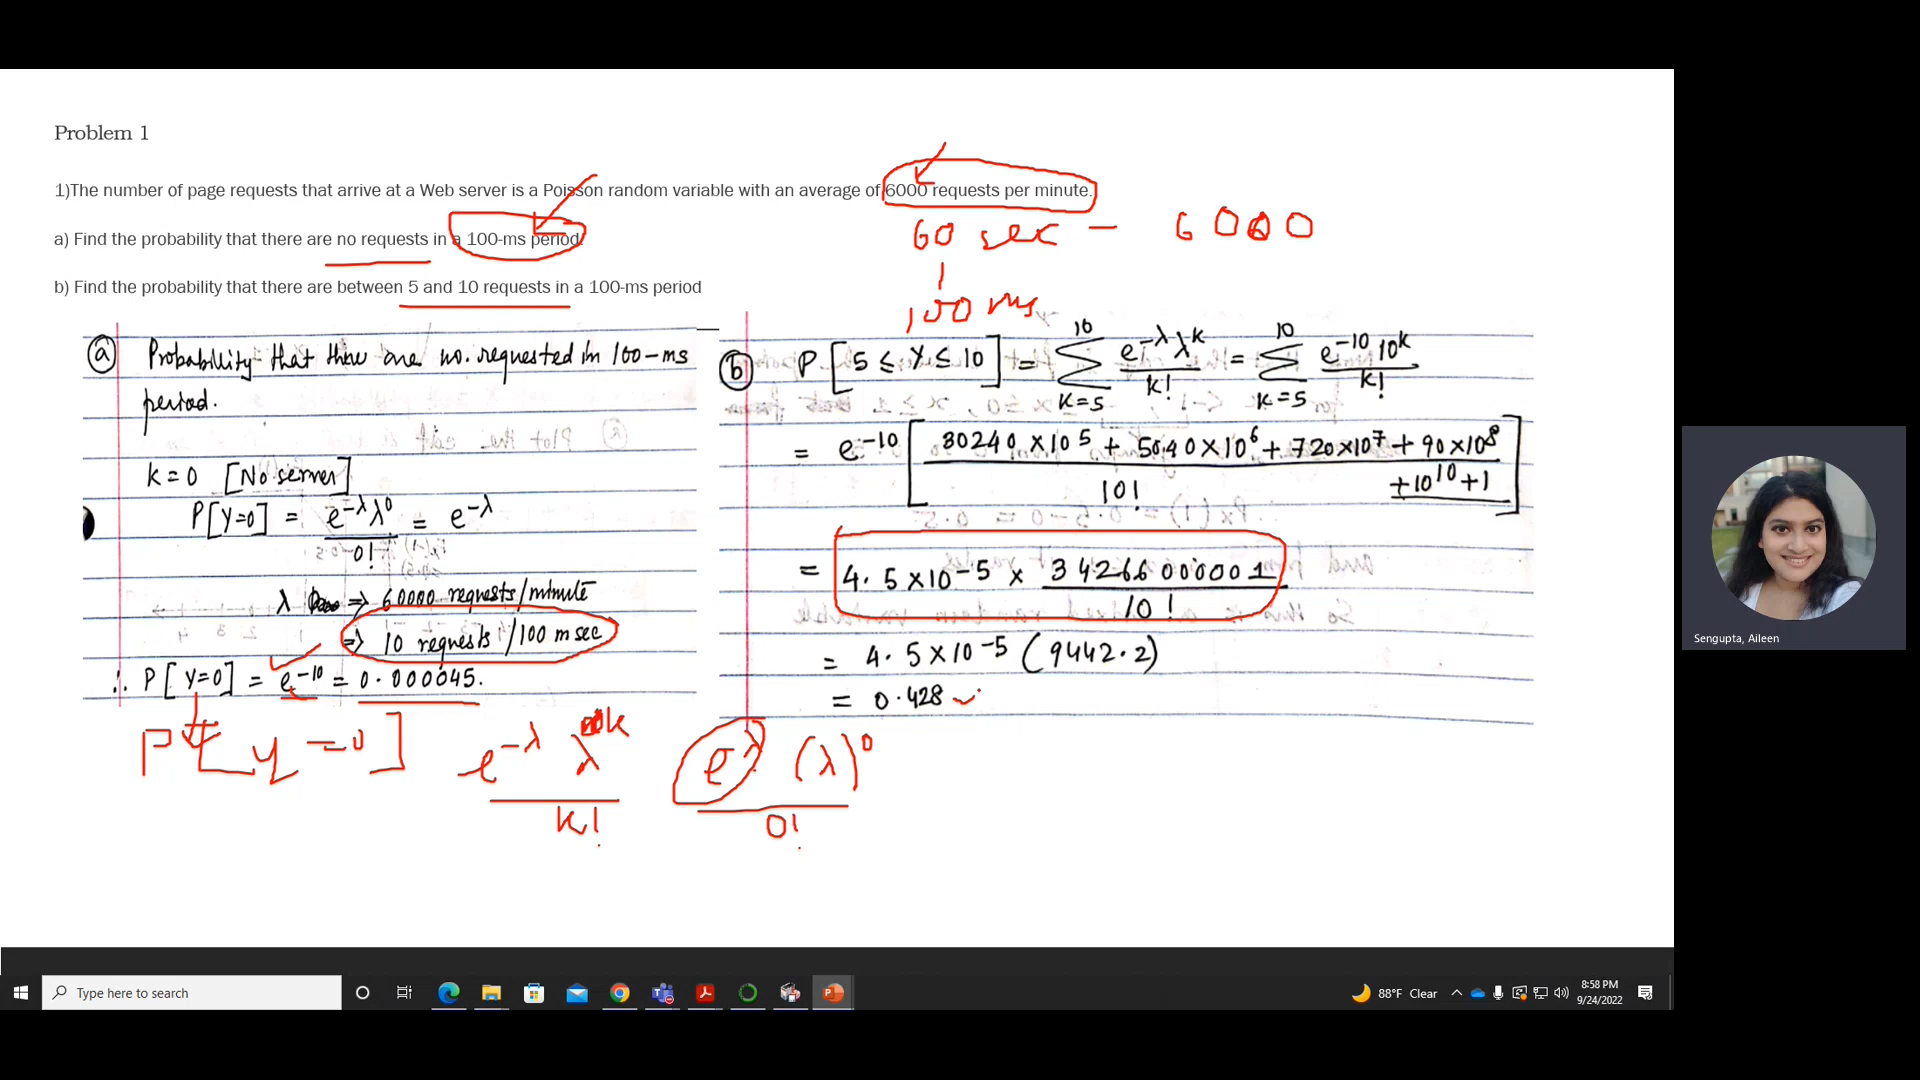 Problem 1
1)The number of page requests that arrive at a Web server is a Poisson random variable with an average of 6000 requests per minute.
60 sec - 6000
a) Find the probability that there are no requests in a 100-ms period.
b) Find the probability that there are between 5 and 10 requests in a 100-ms period
100 ms
ⓐ Probability that there are no. requested in 100-ms
period.
k=0 [No server]
P[Y=0] = e^-λ λ^0 / 0! = e^-λ
λ => 60000 requests/minute
=> 10 requests/100 msec
∴ P[Y=0] = e^-10 = 0.000045.
ⓑ P[5 ≤ Y ≤ 10] = ∑ k=5 10 e^-λ λ^k / k! = ∑ k=5 10 e^-10 10^k / k!
= e^-10 [30240 ×10^5 + 5040×10^6 + 720×10^7 + 90×10^8 + 10^10 + 1 / 10!]
= 4.5×10^-5 × 34266000001 / 10!
= 4.5×10^-5 (9442.2)
= 0.428
P[y=0] e^-λ λ^k / k! e^λ (λ)^0 / 0!
Sengupta, Aileen
Type here to search
88°F Clear
8:58 PM
9/24/2022